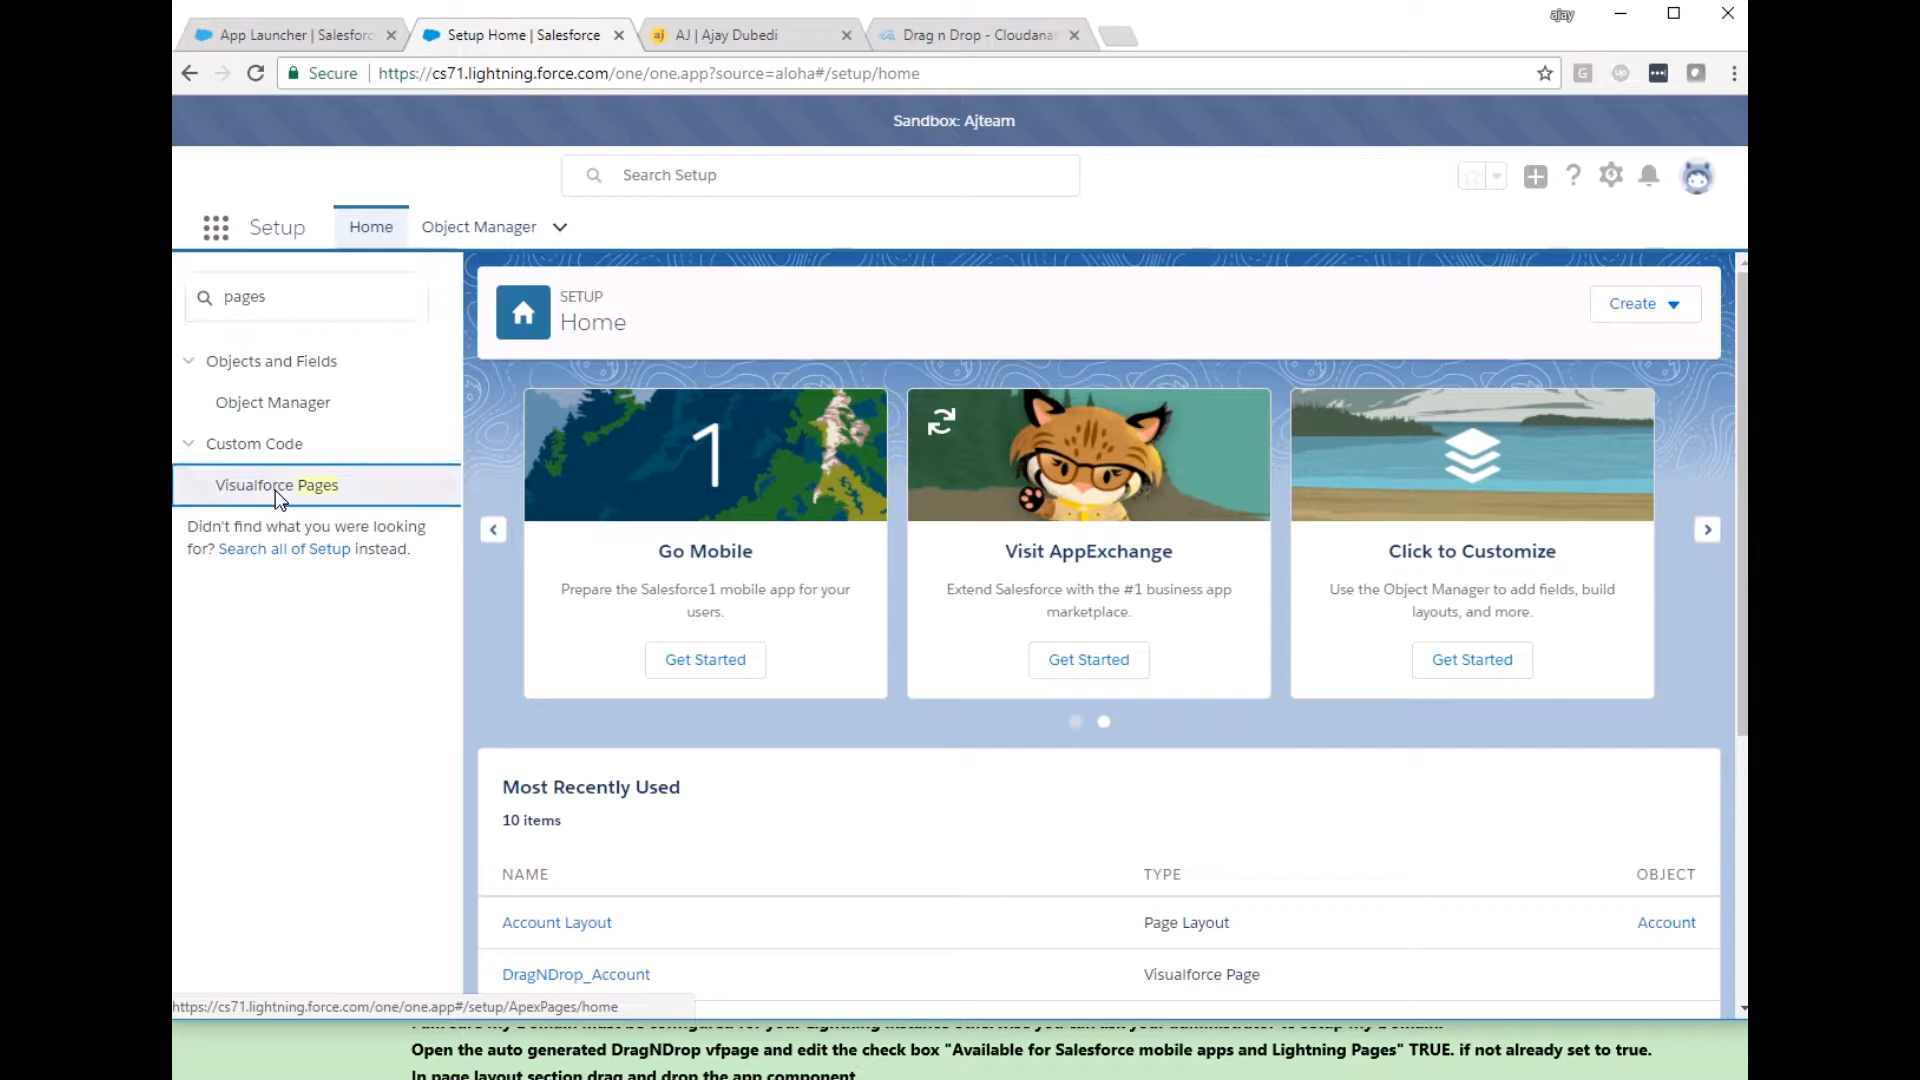 ajay
App Launcher | Salesforc
Setup Home | Salesforce
aj AJ | Ajay Dubedi
Drag n Drop - Cloudana
Secure https://cs71.lightning.force.com/one/one.app?source=aloha#/setup/home
Sandbox: Ajteam
Search Setup
Setup
Home
Object Manager
pages
Objects and Fields
Object Manager
Custom Code
Visualforce Pages
Didn't find what you were looking
for? Search all of Setup instead.
SETUP
Home
Create
1
Go Mobile
Prepare the Salesforce1 mobile app for your
users.
Get Started
Visit AppExchange
Extend Salesforce with the #1 business app
marketplace.
Get Started
Click to Customize
Use the Object Manager to add fields, build
layouts, and more.
Get Started
Most Recently Used
10 items
NAME TYPE OBJECT
Account Layout Page Layout Account
DragNDrop_Account Visualforce Page
https://cs71.lightning.force.com/one/one.app#/setup/ApexPages/home
Open the auto generated DragNDrop vfpage and edit the check box "Available for Salesforce mobile apps and Lightning Pages" TRUE. if not already set to true.
In page layout section drag and drop the app component